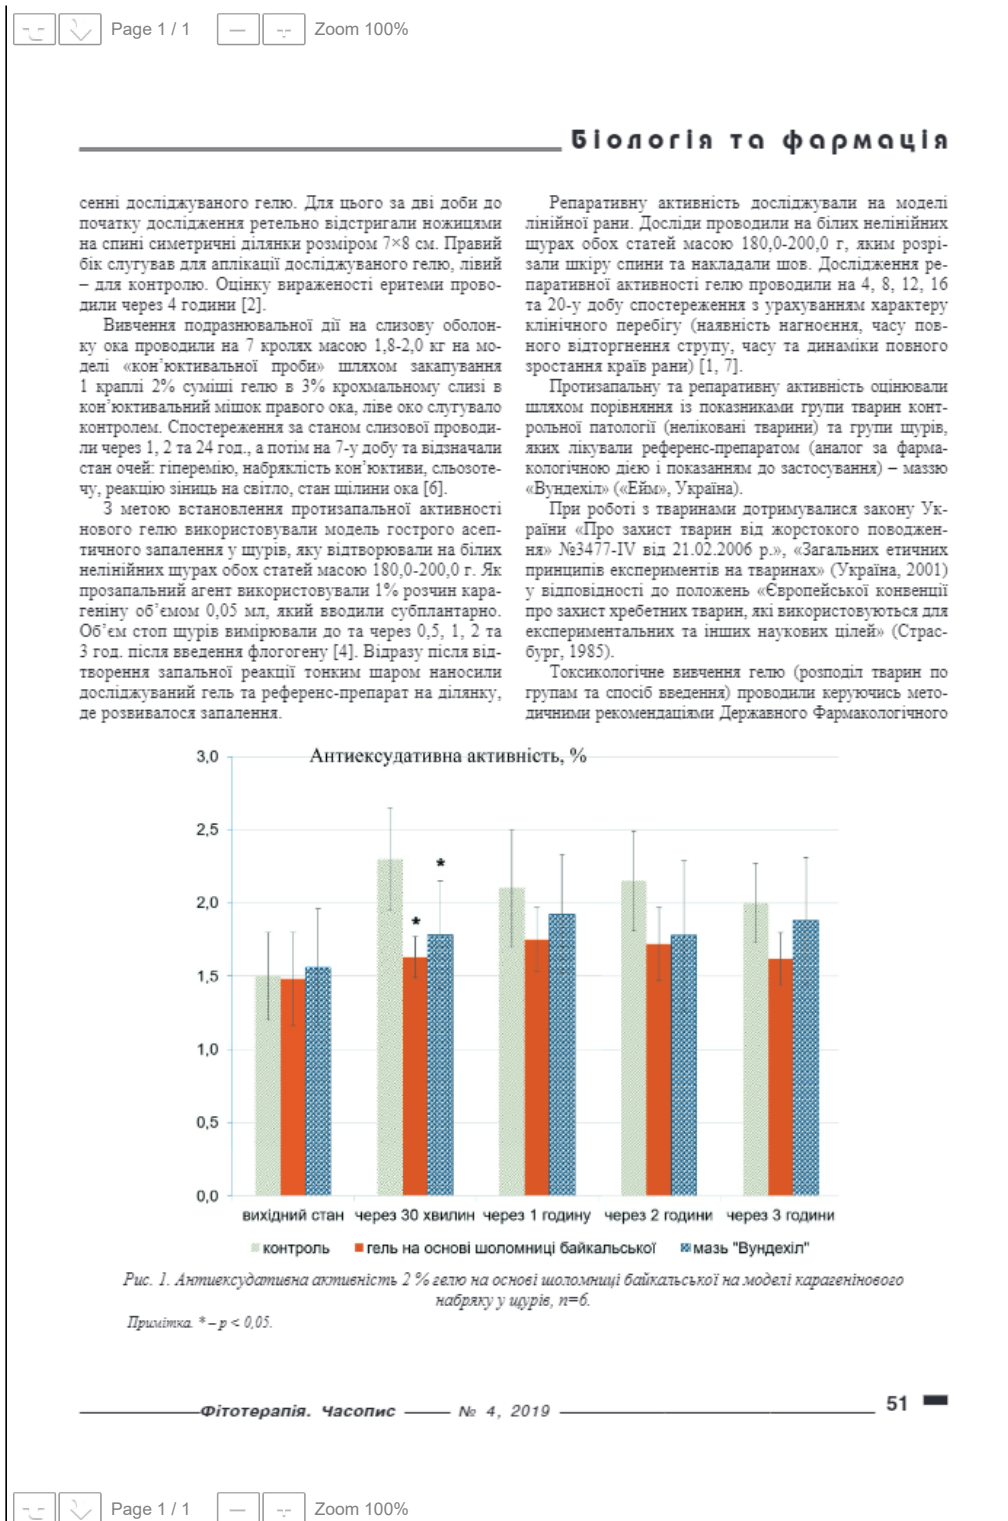 Page 1 / 1
Zoom 100%
Біологія та фармація
сенні досліджуваного гелю. Для цього за дві доби до
початку дослідження ретельно відстригали ножицями
на спині симетричні ділянки розміром 7×8 см. Правий
бік слугував для аплікації досліджуваного гелю, лівий
– для контролю. Оцінку вираженості еритеми прово-
дили через 4 години [2].
Вивчення подразнювальної дії на слизову оболон-
ку ока проводили на 7 кролях масою 1,8-2,0 кг на мо-
делі «кон’юктивальної проби» шляхом закапування
1 краплі 2% суміші гелю в 3% крохмальному слизі в
кон’юктивальний мішок правого ока, ліве око слугувало
контролем. Спостереження за станом слизової проводи-
ли через 1, 2 та 24 год., а потім на 7-у добу та відзначали
стан очей: гіперемію, набряклість кон’юктиви, сльозоте-
чу, реакцію зіниць на світло, стан щілини ока [6].
З метою встановлення протизапальної активності
нового гелю використовували модель гострого асеп-
тичного запалення у щурів, яку відтворювали на білих
нелінійних щурах обох статей масою 180,0-200,0 г. Як
прозапальний агент використовували 1% розчин кара-
геніну об’ємом 0,05 мл, який вводили субплантарно.
Об’єм стоп щурів вимірювали до та через 0,5, 1, 2 та
3 год. після введення флогогену [4]. Відразу після від-
творення запальної реакції тонким шаром наносили
досліджуваний гель та референс-препарат на ділянку,
де розвивалося запалення.
Репаративну активність досліджували на моделі
лінійної рани. Досліди проводили на білих нелінійних
щурах обох статей масою 180,0-200,0 г, яким розрі-
зали шкіру спини та накладали шов. Дослідження ре-
паративної активності гелю проводили на 4, 8, 12, 16
та 20-у добу спостереження з урахуванням характеру
клінічного перебігу (наявність нагноєння, часу пов-
ного відторгнення струпу, часу та динаміки повного
зростання країв рани) [1, 7].
Протизапальну та репаративну активність оцінювали
шляхом порівняння із показниками групи тварин конт-
рольної патології (неліковані тварини) та групи щурів,
яких лікували референс-препаратом (аналог за фарма-
кологічною дією і показанням до застосування) – маззю
«Вундехіл» («Ейм», Україна).
При роботі з тваринами дотримувалися закону Ук-
раїни «Про захист тварин від жорстокого поводжен-
ня» №3477-IV від 21.02.2006 р.», «Загальних етичних
принципів експериментів на тваринах» (Україна, 2001)
у відповідності до положень «Європейської конвенції
про захист хребетних тварин, які використовуються для
експериментальних та інших наукових цілей» (Страс-
бург, 1985).
Токсикологічне вивчення гелю (розподіл тварин по
групам та спосіб введення) проводили керуючись мето-
дичними рекомендаціями Державного Фармакологічного
Антиексудативна активність, %
3,0
2,5
2,0
1,5
1,0
0,5
0,0
* *
вихідний стан через 30 хвилин через 1 годину через 2 години через 3 години
контроль гель на основі шоломниці байкальської мазь "Вундехіл"
Рис. 1. Антиексудативна активність 2 % гелю на основі шоломниці байкальської на моделі карагенінового
набряку у щурів, n=6.
Примітка. * – p < 0,05.
Фітотерапія. Часопис № 4, 2019 51
Page 1 / 1
Zoom 100%